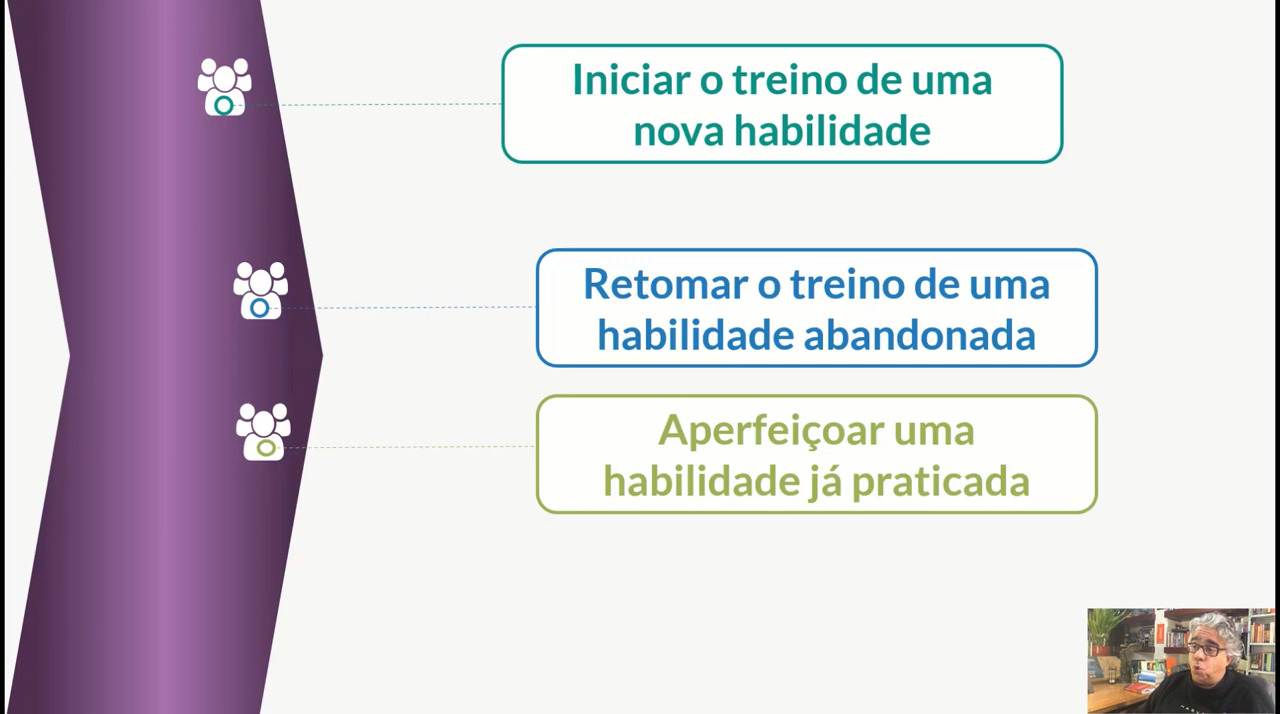 Iniciar o treino de uma
nova habilidade
Retomar o treino de uma
habilidade abandonada
Aperfeiçoar uma
habilidade já praticada